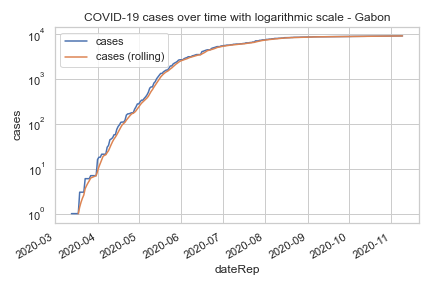 COVID-19 cases over time with logarithmic scale - Gabon
cases
cases (rolling)
10⁴
10³
10²
10¹
10⁰
cases
2020-03
2020-04
2020-05
2020-06
2020-07
2020-08
2020-09
2020-10
2020-11
dateRep